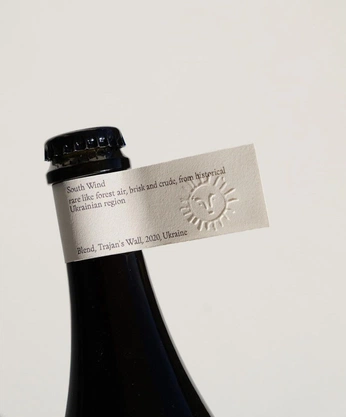 South Wind
rare like forest air, brisk and crude, from historical
Ukrainian region
Blend, Trajan's Wall, 2020, Ukraine